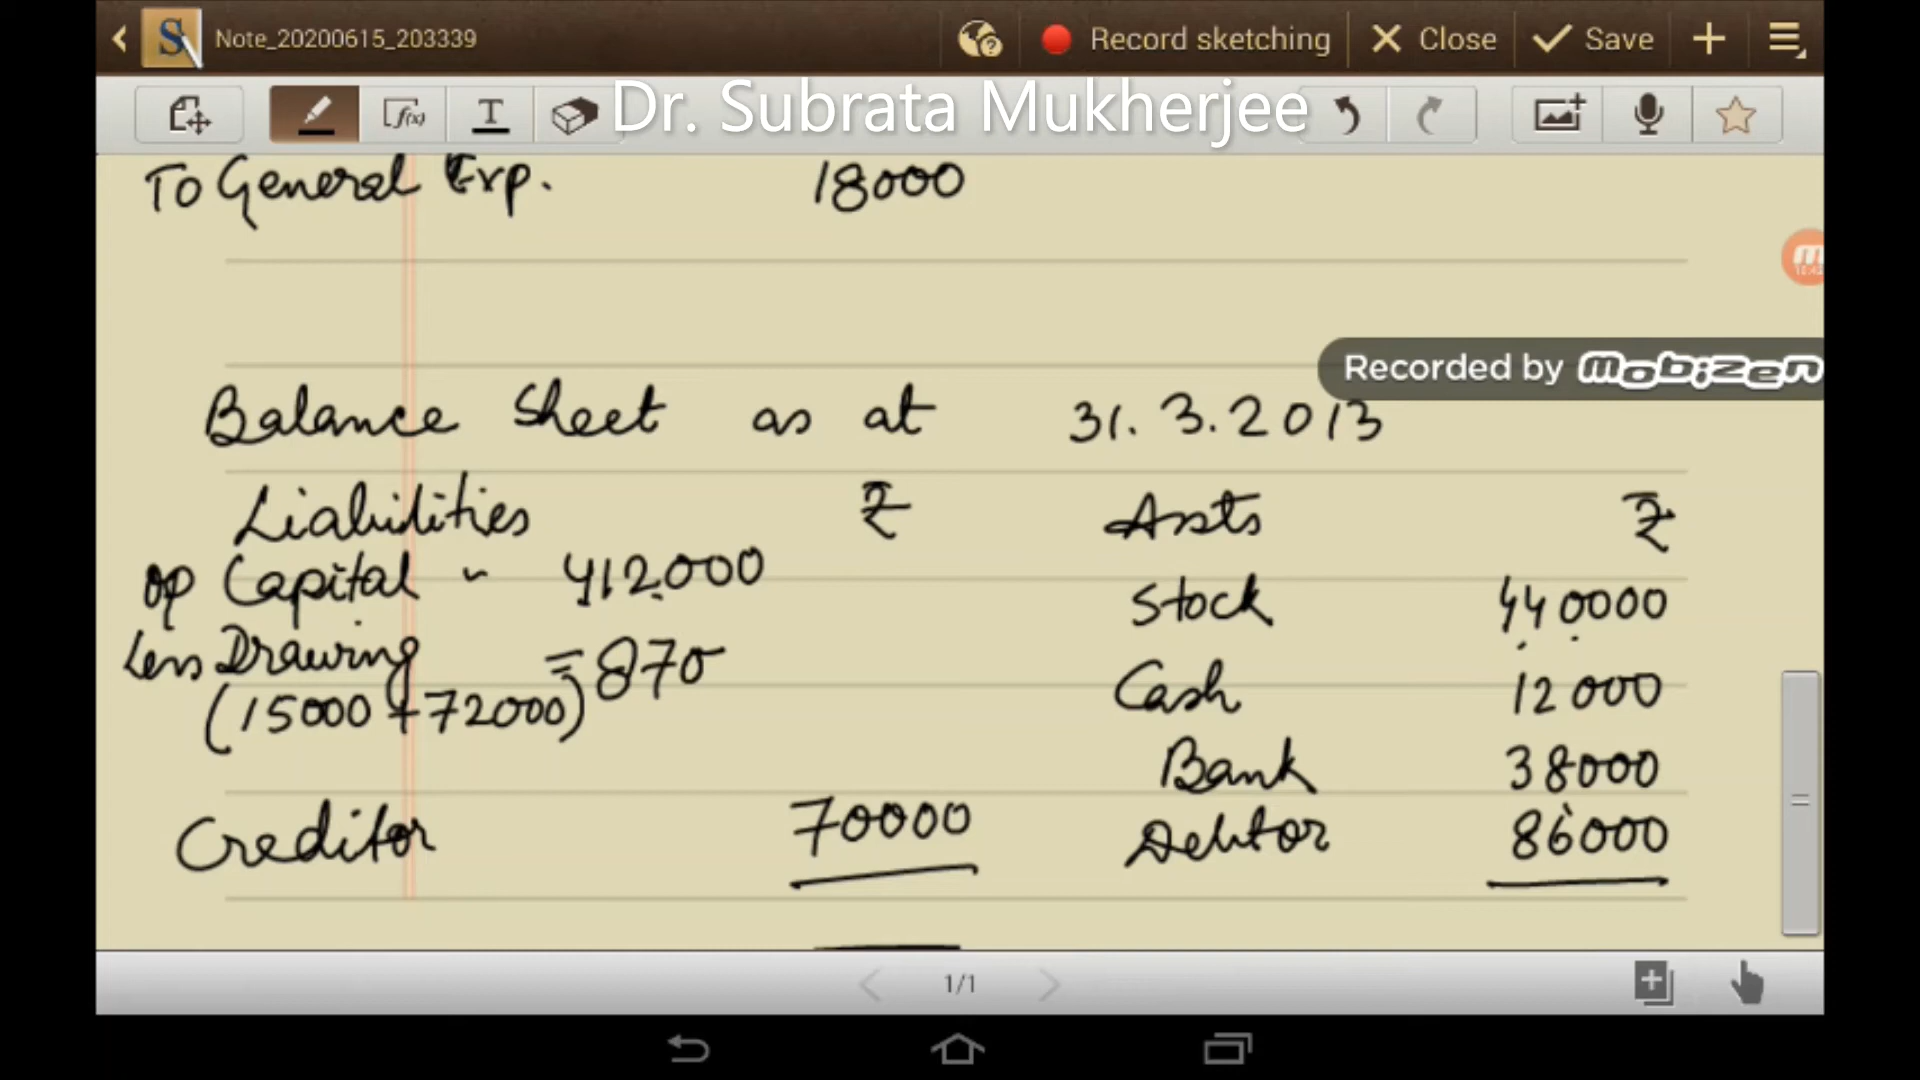 Note_20200615_203339
Record sketching Close Save
Dr. Subrata Mukherjee
To General Exp. 18000
Recorded by mobizen
Balance Sheet as at 31.3.2013
Liabilities ₹ Assts ₹
op Capital - 412000 Stock 440000
Less Drawing = 870 Cash 12000
(15000+72000)
Bank 38000
Creditor 70000 Debtor 86000
1/1